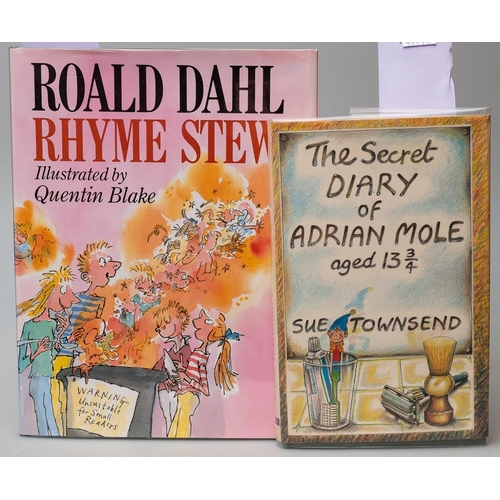 ROALD DAHL
RHYME STEW
Illustrated by
Quentin Blake
WARNING
Unsuitable
for Small
Readers
The Secret
DIARY
of
ADRIAN MOLE
aged 13 3/4
SUE TOWNSEND